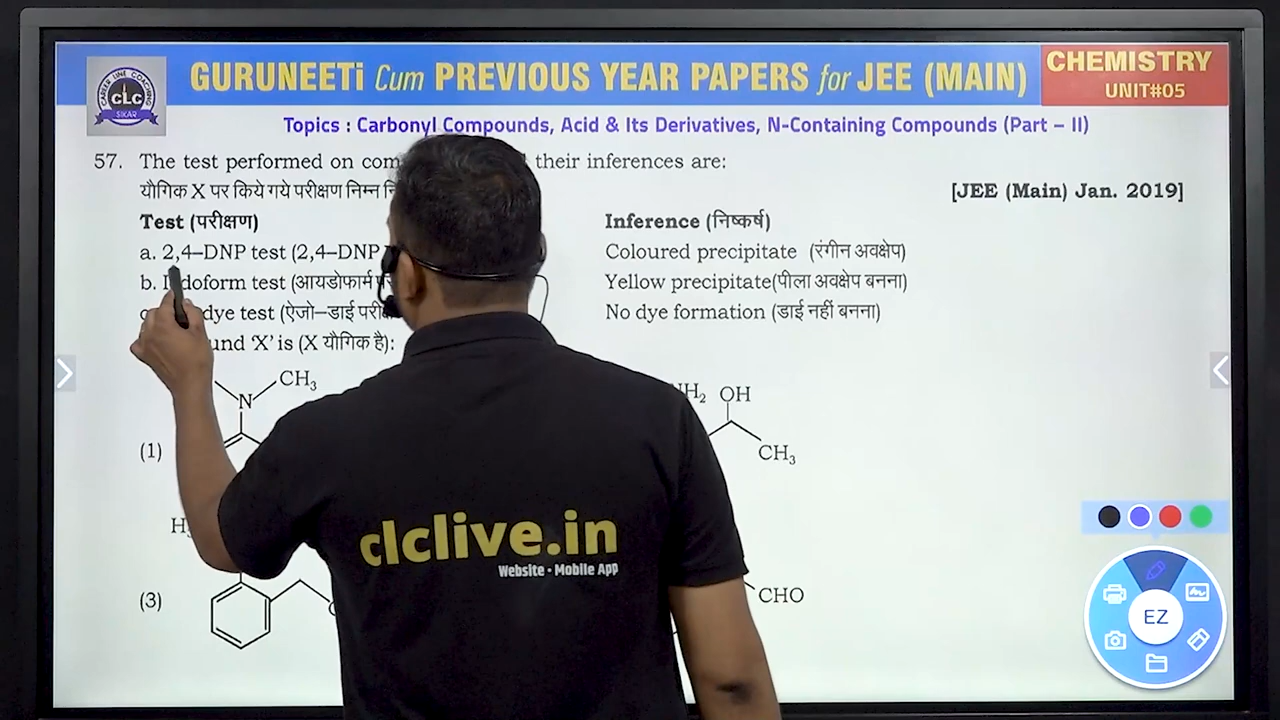 GURUNEETi Cum PREVIOUS YEAR PAPERS for JEE (MAIN)
CHEMISTRY
UNIT#05
CAREER LINE COACHING
CLC
SIKAR
Topics : Carbonyl Compounds, Acid & Its Derivatives, N-Containing Compounds (Part – II)
57. The test performed on their inferences are:
यौगिक X पर किये गये परीक्षण निम्न
[JEE (Main) Jan. 2019]
Test (परीक्षण) Inference (निष्कर्ष)
a. 2,4–DNP test (2,4–DNP Coloured precipitate (रंगीन अवक्षेप)
b. test (आयडोफार्म Yellow precipitate(पीला अवक्षेप बनना)
dye test (ऐजो–डाई No dye formation (डाई नहीं बनना)
‘X’ is (X यौगिक है):
N CH3
OH
(1)
CH3
(3)
CHO
clclive.in
Website • Mobile App
EZ